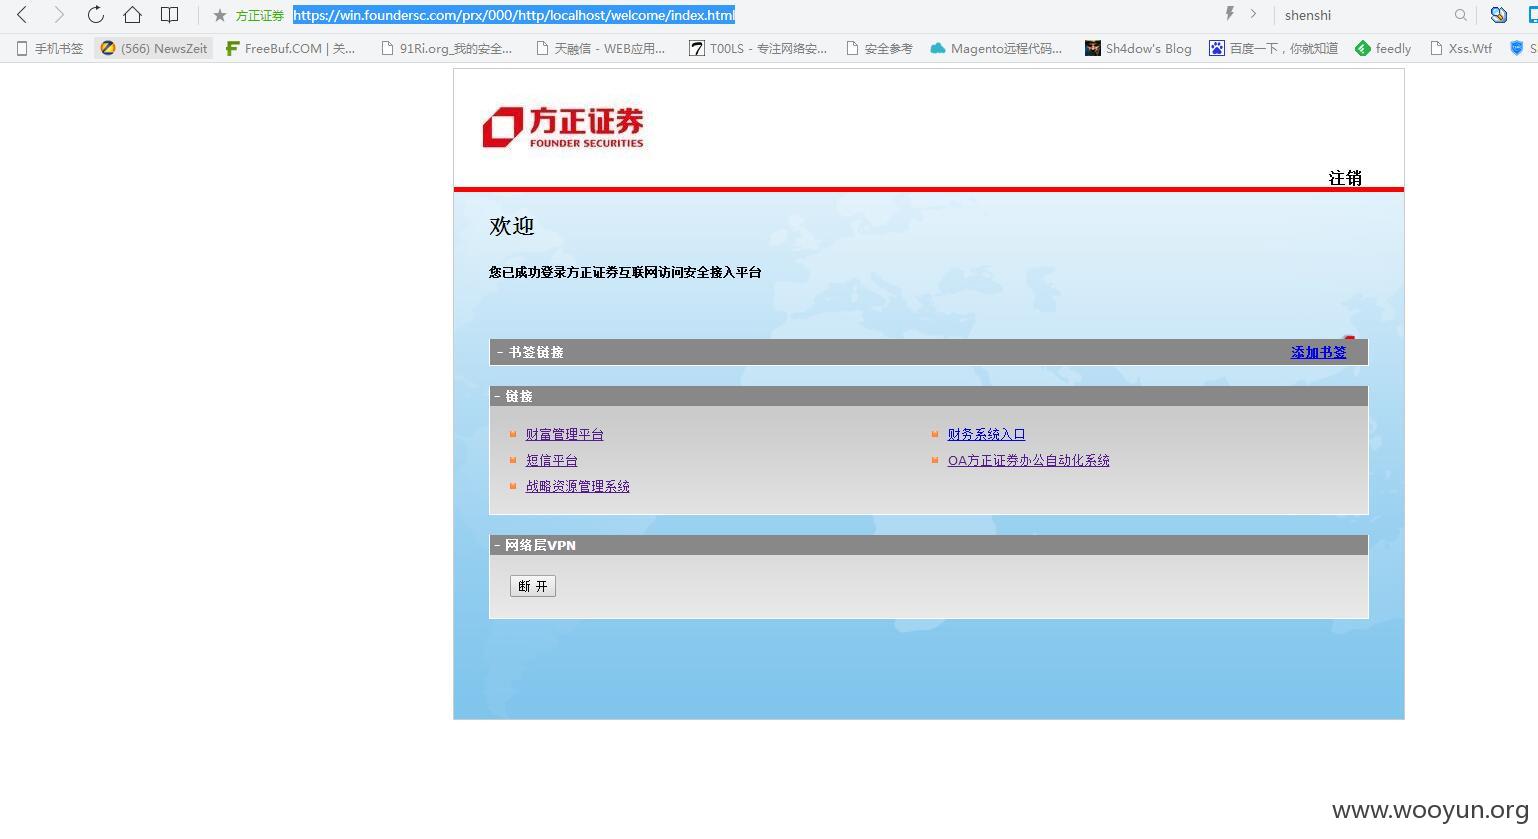 方正证券 https://win.foundersc.com/prx/000/http/localhost/welcome/index.html shenshi
手机书签 (566) NewsZeit FreeBuf.COM | 关... 91Ri.org_我的安全... 天融信 - WEB应用... T00LS - 专注网络安... 安全参考 Magento远程代码... Sh4dow's Blog 百度一下，你就知道 feedly Xss.Wtf S
方正证券
FOUNDER SECURITIES
注销
欢迎
您已成功登录方正证券互联网访问安全接入平台
- 书签链接 添加书签
- 链接
财富管理平台 财务系统入口
短信平台 OA方正证券办公自动化系统
战略资源管理系统
- 网络层VPN
断 开
www.wooyun.org